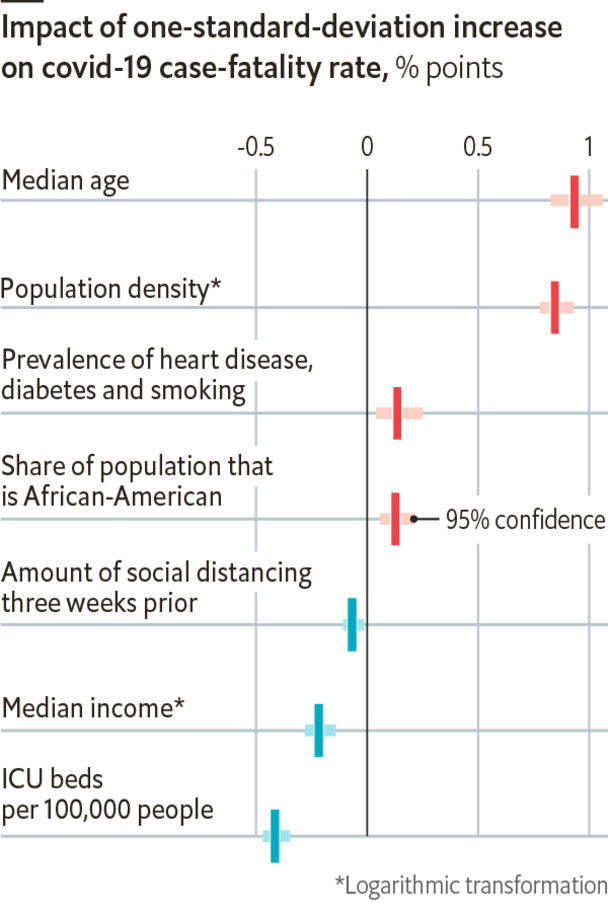 Impact of one-standard-deviation increase
on covid-19 case-fatality rate, % points
-0.5 0 0.5 1
Median age
Population density*
Prevalence of heart disease,
diabetes and smoking
Share of population that
is African-American
95% confidence
Amount of social distancing
three weeks prior
Median income*
ICU beds
per 100,000 people
*Logarithmic transformation